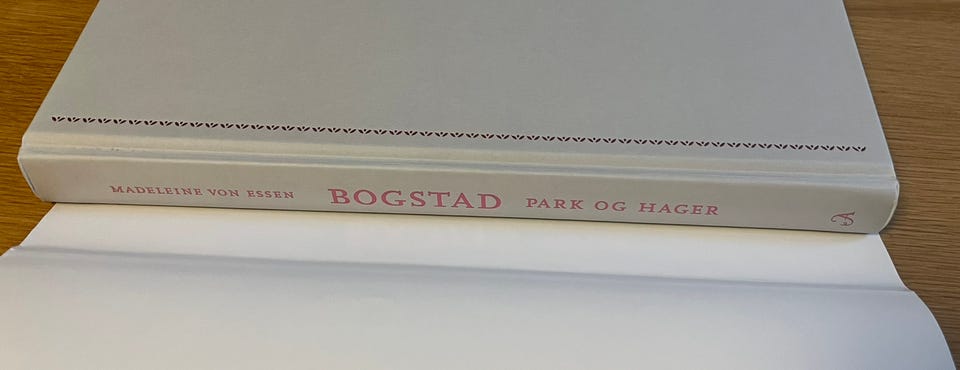 MADELEINE VON ESSEN BOGSTAD PARK OG HAGER A